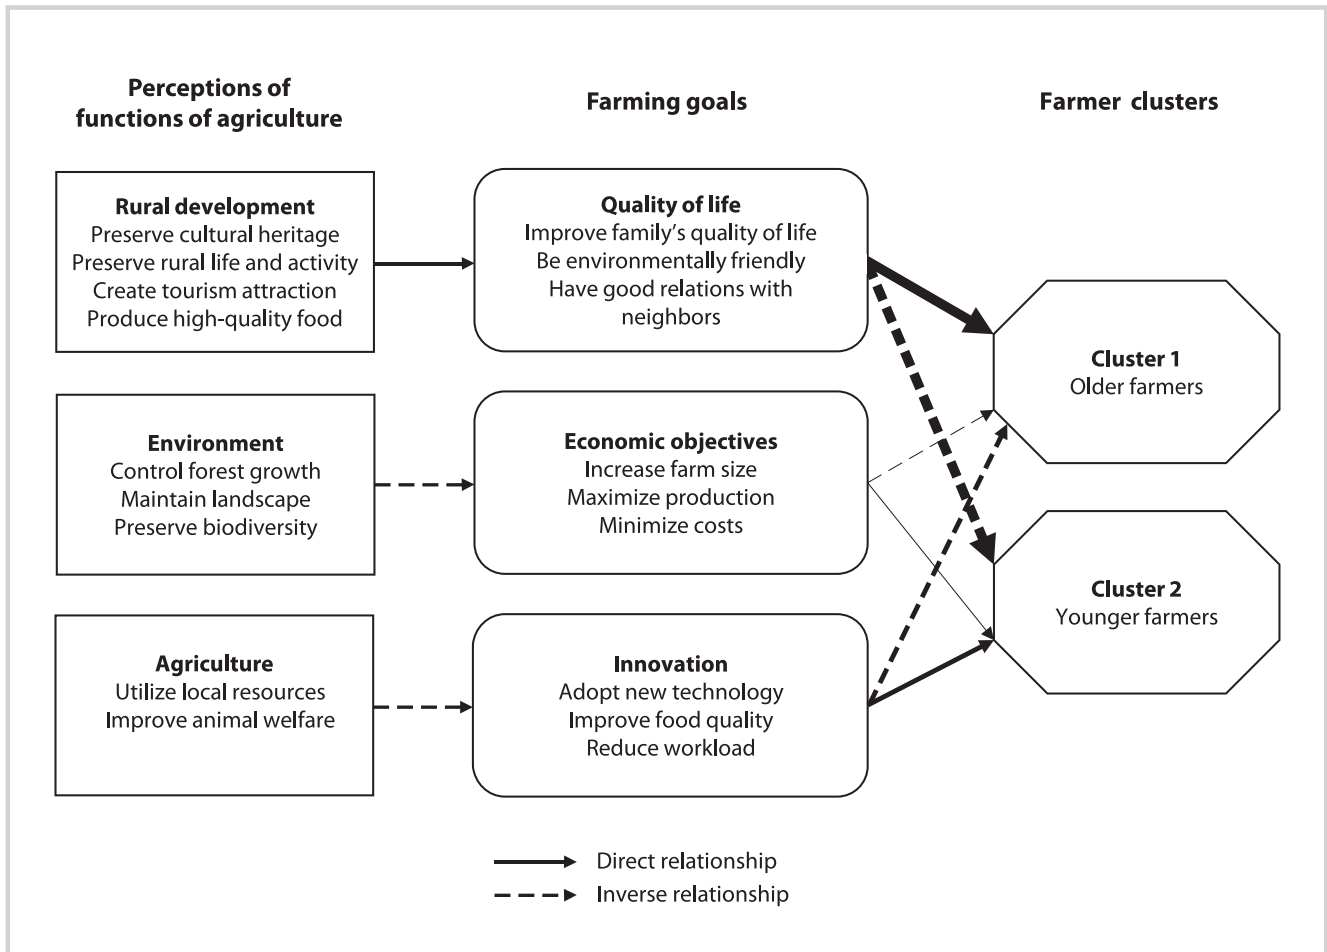 Perceptions of
functions of agriculture
Farming goals
Farmer clusters
Rural development
Preserve cultural heritage
Preserve rural life and activity
Create tourism attraction
Produce high-quality food
Quality of life
Improve family’s quality of life
Be environmentally friendly
Have good relations with
neighbors
Cluster 1
Older farmers
Environment
Control forest growth
Maintain landscape
Preserve biodiversity
Economic objectives
Increase farm size
Maximize production
Minimize costs
Cluster 2
Younger farmers
Agriculture
Utilize local resources
Improve animal welfare
Innovation
Adopt new technology
Improve food quality
Reduce workload
Direct relationship
Inverse relationship